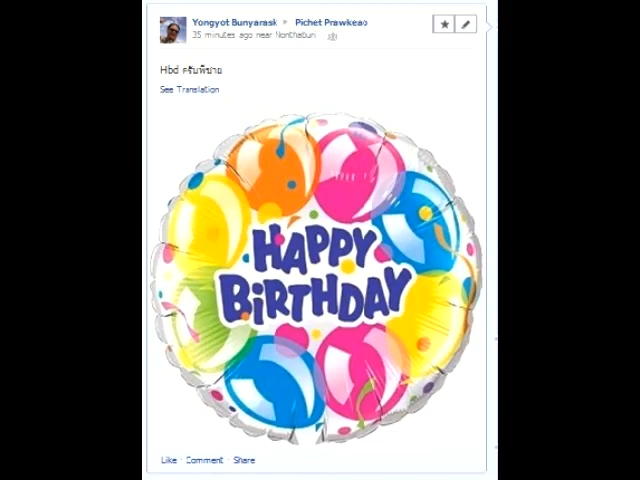 Yongyot Bunyarask ▸ Pichet Prawkeao
35 minutes ago near Nonthaburi
Hbd ครับพี่ชาย
See Translation
HAPPY
BiRTHDAY
Like · Comment · Share